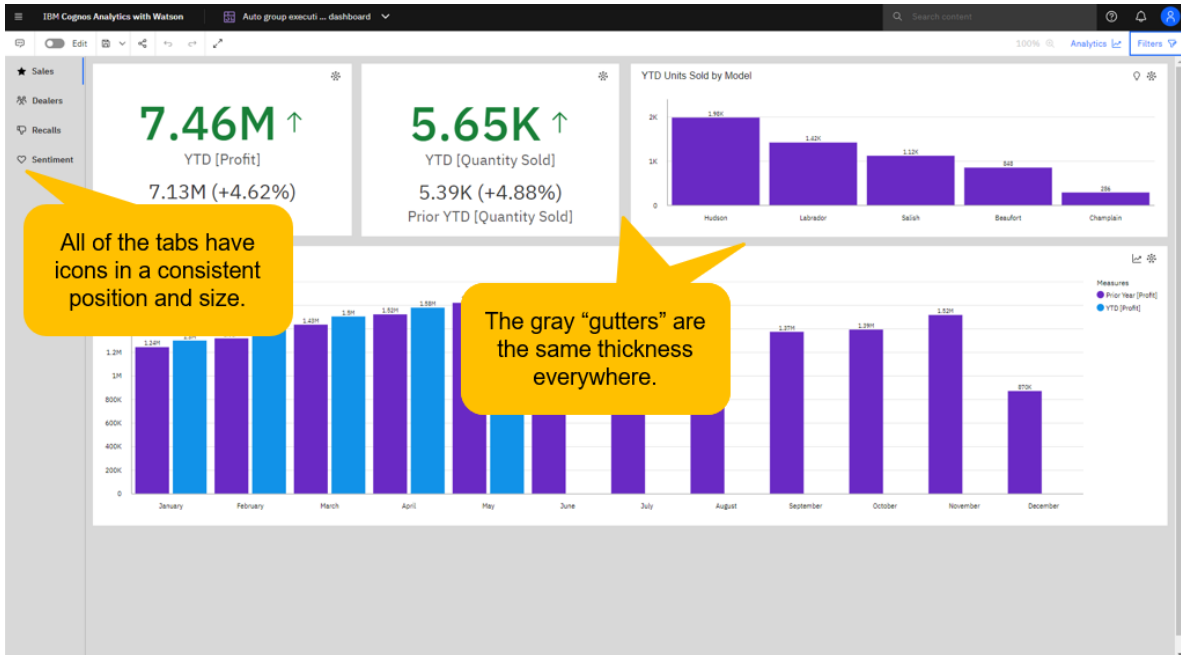 IBM Cognos Analytics with Watson
Auto group executi ... dashboard
Search content
Edit
100%
Analytics
Filters
Sales
Dealers
Recalls
Sentiment
7.46M ↑
YTD [Profit]
7.13M (+4.62%)
5.65K ↑
YTD [Quantity Sold]
5.39K (+4.88%)
Prior YTD [Quantity Sold]
YTD Units Sold by Model
2K
1K
0
1.98K
1.42K
1.12K
848
286
Hudson
Labrador
Salish
Beaufort
Champlain
All of the tabs have
icons in a consistent
position and size.
The gray “gutters” are
the same thickness
everywhere.
Measures
Prior Year [Profit]
YTD [Profit]
1.2M
1M
800K
600K
400K
200K
0
1.24M
1.43M
1.5M
1.52M
1.58M
1.37M
1.39M
1.52M
870K
January
February
March
April
May
June
July
August
September
October
November
December